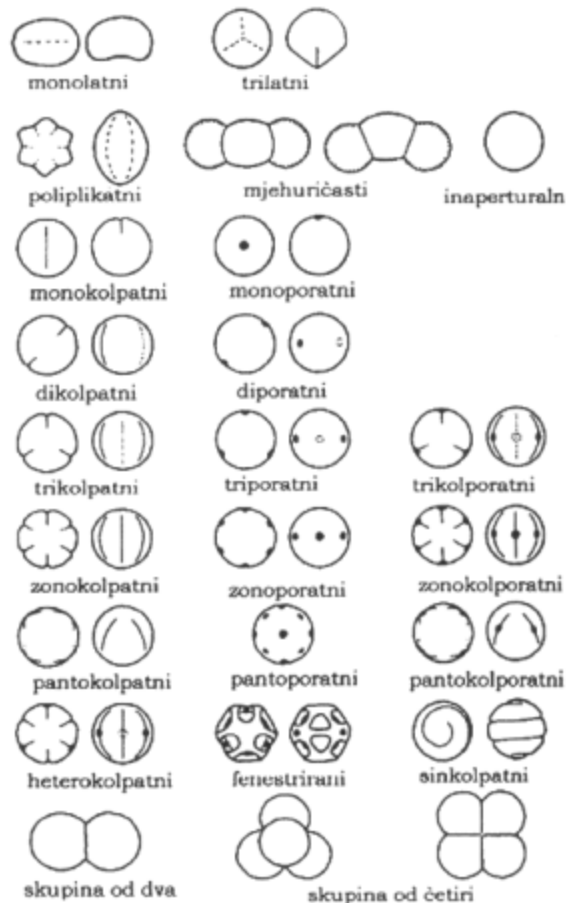 monolatni trilatni
poliplikatni mjehuričasti inaperturaln
monokolpatni monoporatni
dikolpatni diporatni
trikolpatni triporatni trikolporatni
zonokolpatni zonoporatni zonokolporatni
pantokolpatni pantoporatni pantokolporatni
heterokolpatni fenestrirani sinkolpatni
skupina od dva skupina od četiri